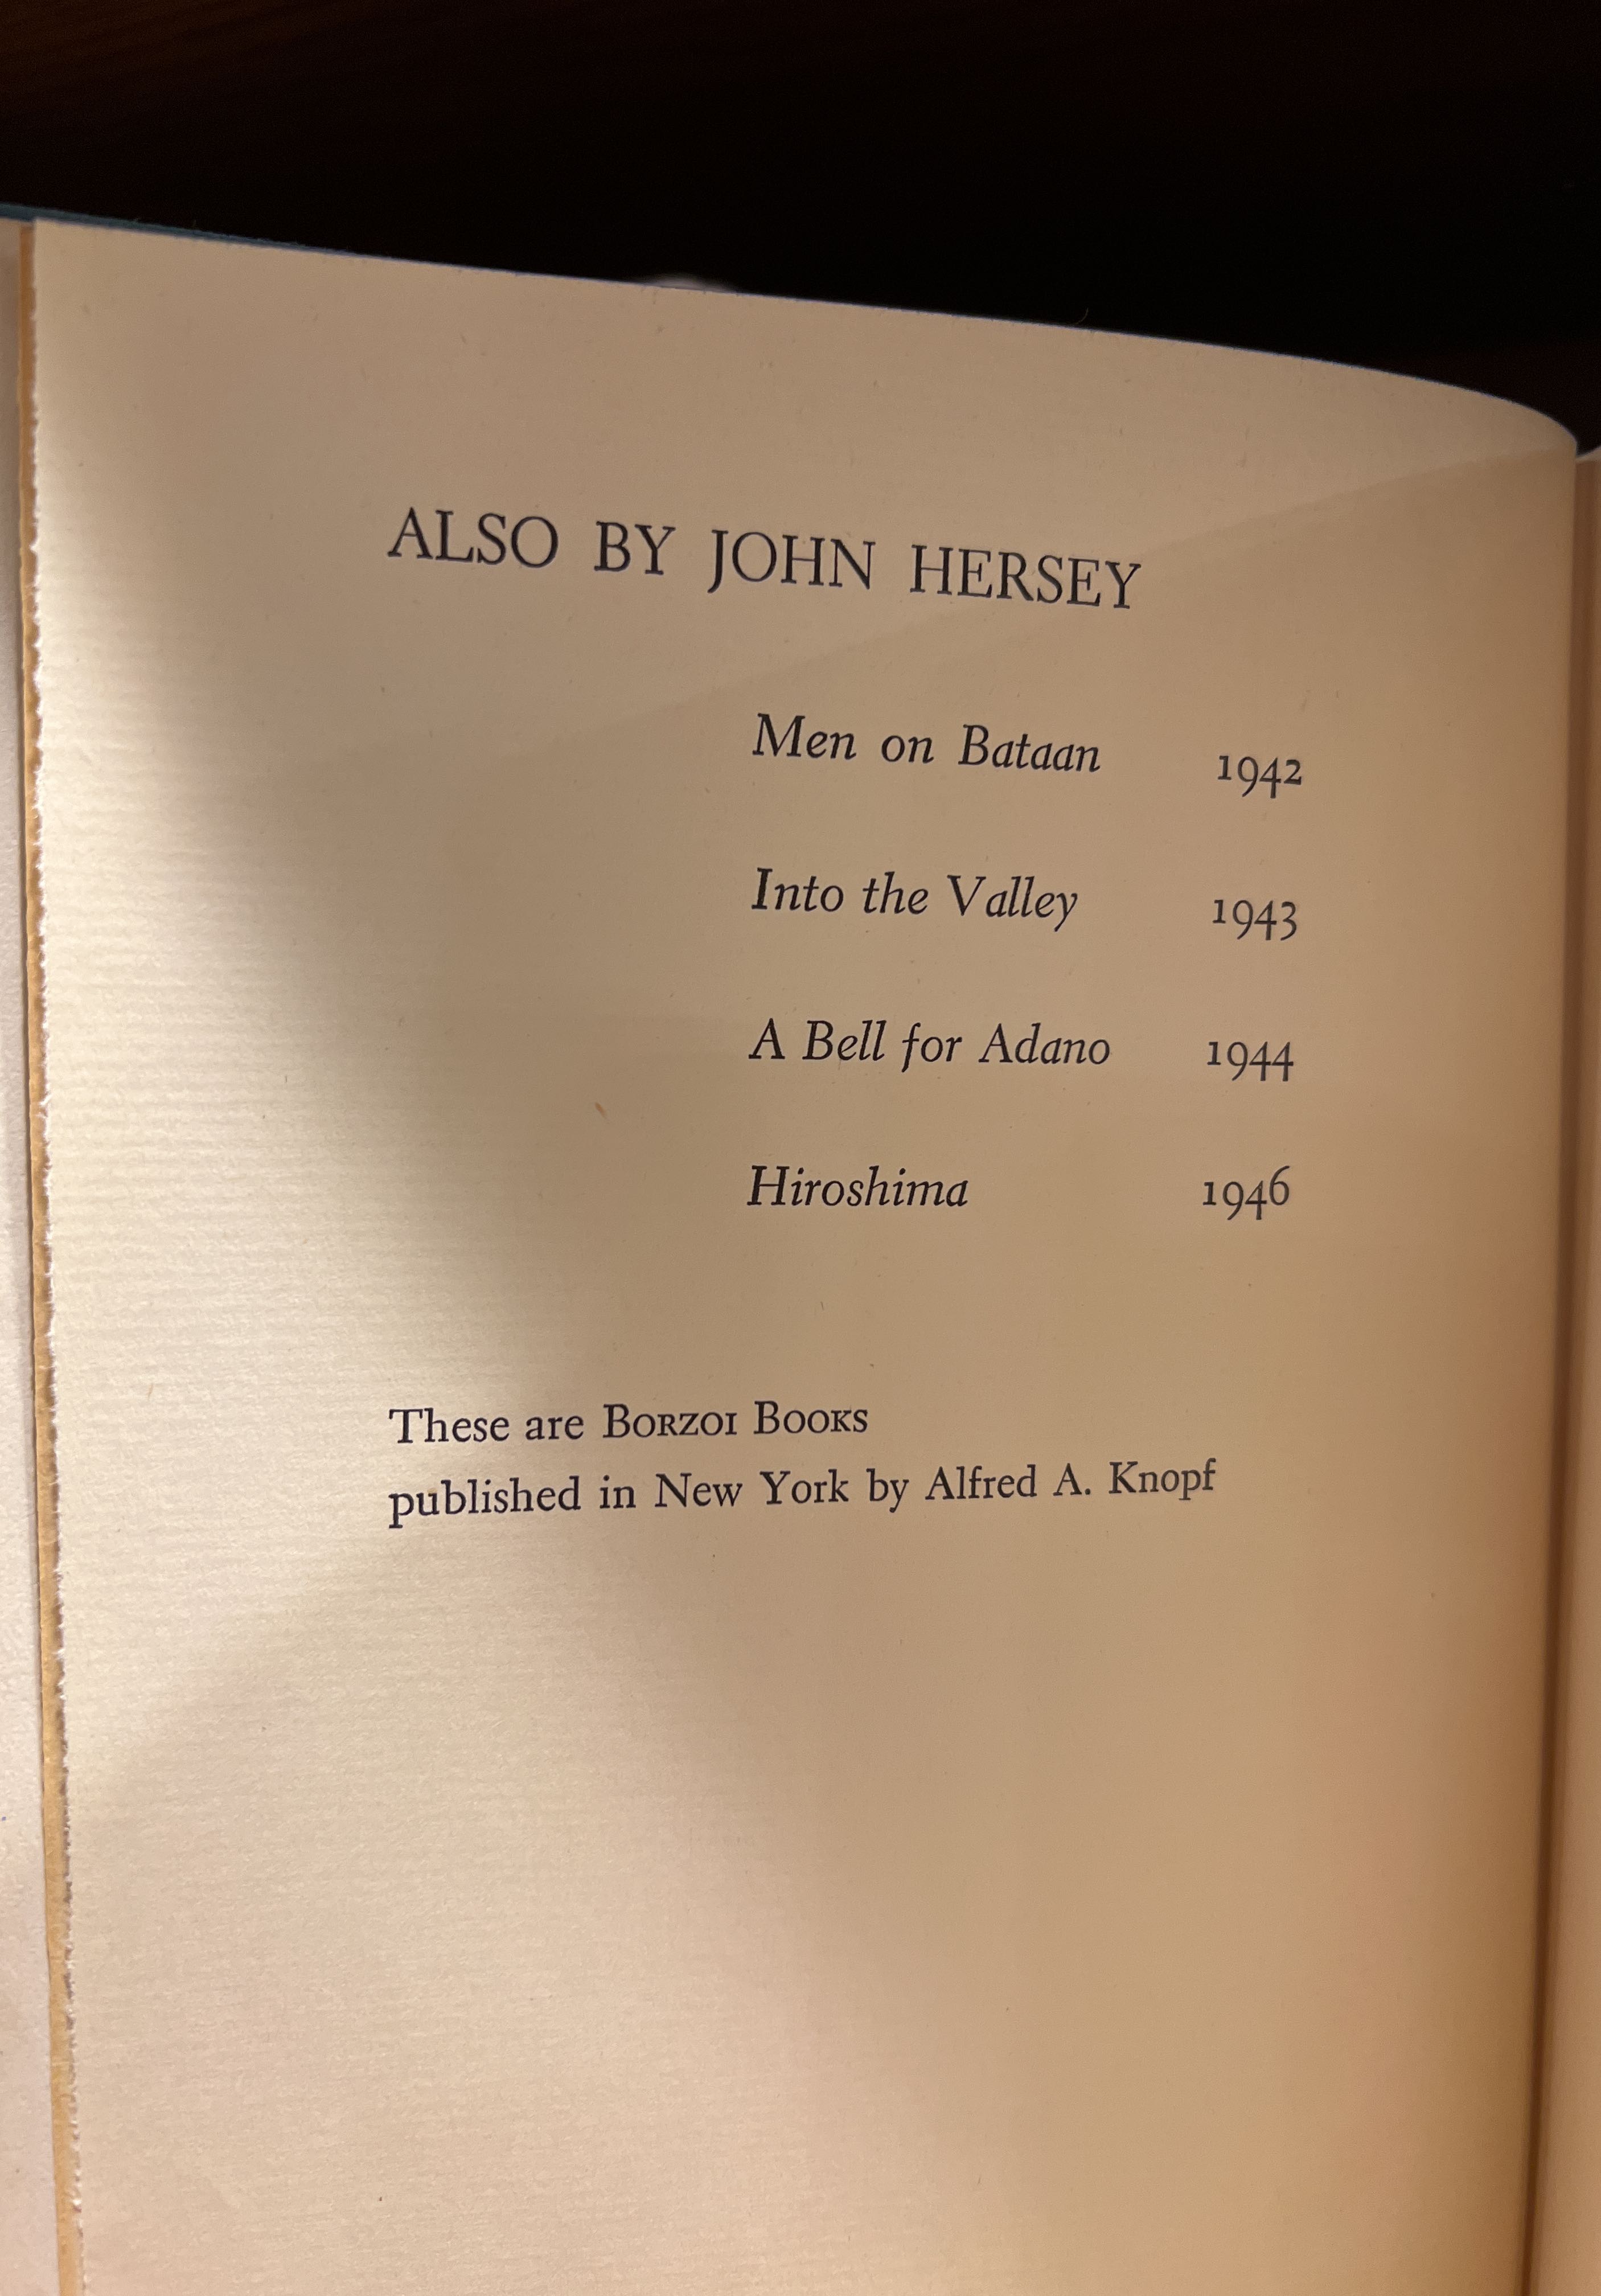 ALSO BY JOHN HERSEY
Men on Bataan 1942
Into the Valley 1943
A Bell for Adano 1944
Hiroshima 1946
These are BORZOI BOOKS
published in New York by Alfred A. Knopf